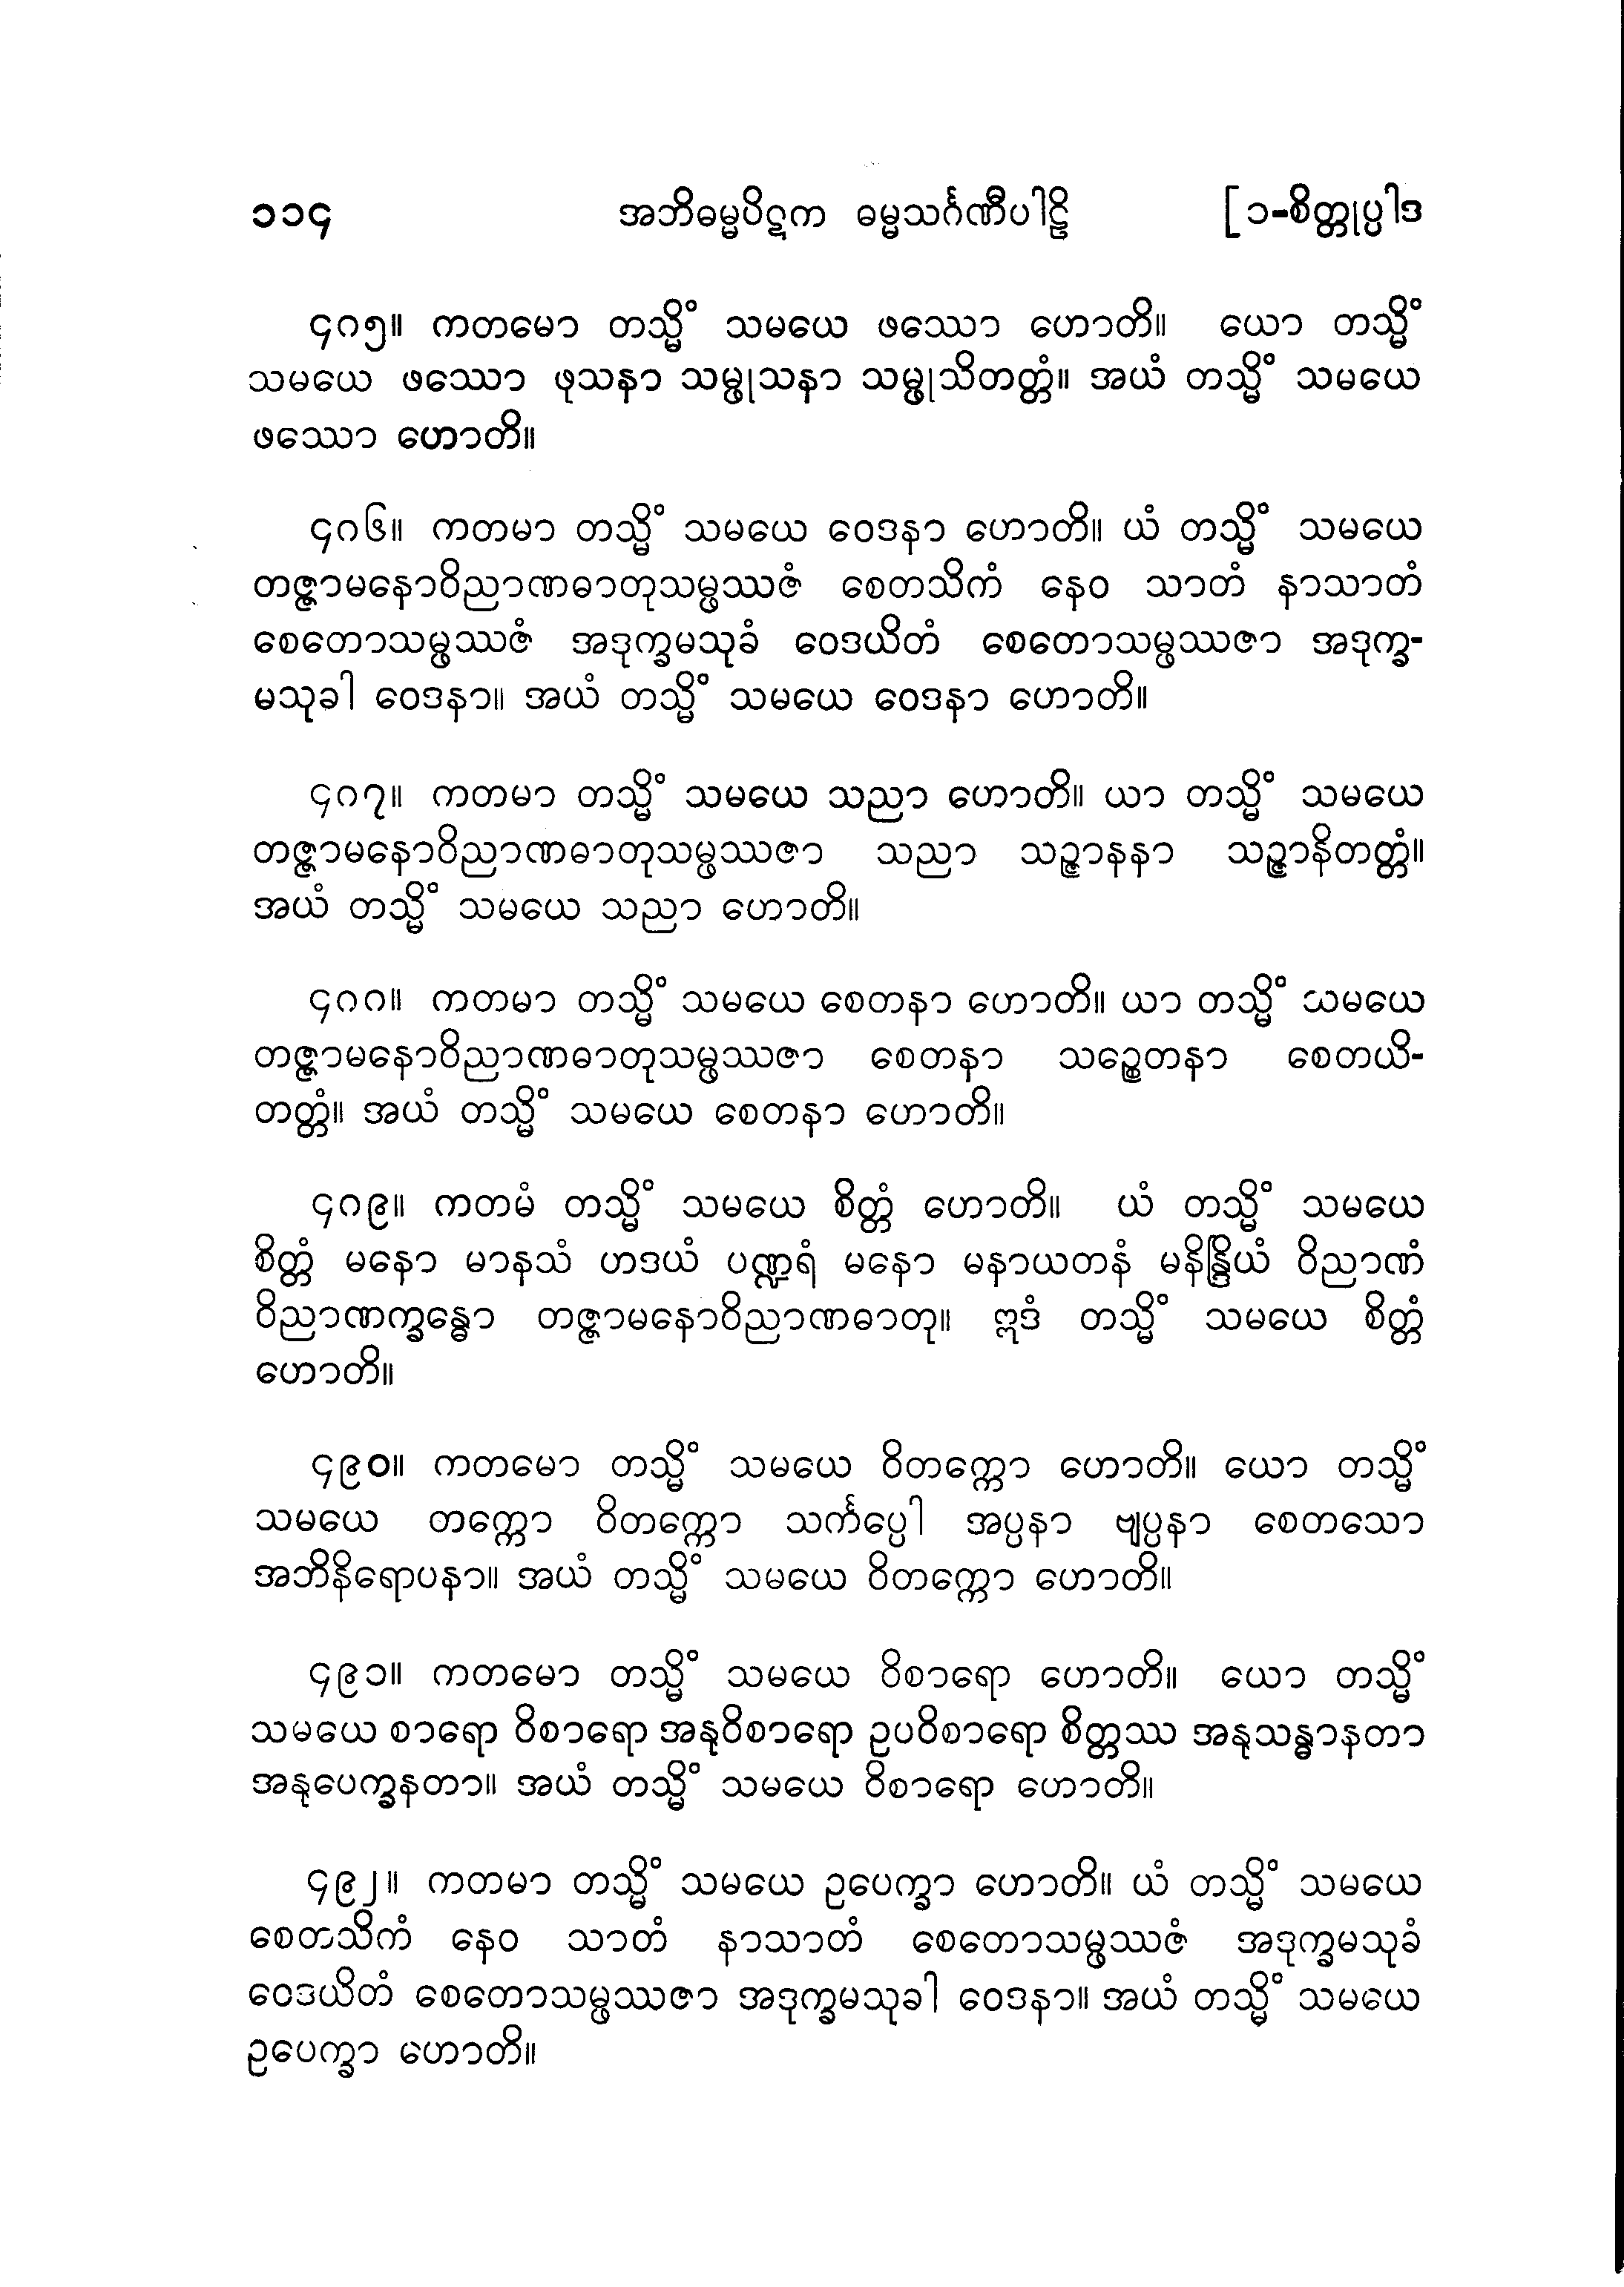 ၁၁၄ အဘိဓမ္မပိဋက ဓမ္မသင်္ဂဏီပါဠိ [၁-စိတ္တုပ္ပါဒ
၄၈၅။ ကတမော တသ္မိံ သမယေ ဖဿော ဟောတိ။ ယော တသ္မိံ
သမယေ ဖဿော ဖုသနာ သမ္ဖုသနာ သမ္ဖုသိတတ္တံ။ အယံ တသ္မိံ သမယေ
ဖဿော ဟောတိ။
၄၈၆။ ကတမာ တသ္မိံ သမယေ ဝေဒနာ ဟောတိ။ ယံ တသ္မိံ သမယေ
တဇ္ဇာမနောဝိညာဏဓာတုသမ္ဖဿဇံ စေတသိကံ နေဝ သာတံ နာသာတံ
စေတောသမ္ဖဿဇံ အဒုက္ခမသုခံ ဝေဒယိတံ စေတောသမ္ဖဿဇာ အဒုက္ခ-
မသုခါ ဝေဒနာ။ အယံ တသ္မိံ သမယေ ဝေဒနာ ဟောတိ။
၄၈၇။ ကတမာ တသ္မိံ သမယေ သညာ ဟောတိ။ ယာ တသ္မိံ သမယေ
တဇ္ဇာမနောဝိညာဏဓာတုသမ္ဖဿဇာ သညာ သဉ္ဇာနနာ သဉ္ဇာနိတတ္တံ။
အယံ တသ္မိံ သမယေ သညာ ဟောတိ။
၄၈၈။ ကတမာ တသ္မိံ သမယေ စေတနာ ဟောတိ။ ယာ တသ္မိံ သမယေ
တဇ္ဇာမနောဝိညာဏဓာတုသမ္ဖဿဇာ စေတနာ သဉ္စေတနာ စေတယိ-
တတ္တံ။ အယံ တသ္မိံ သမယေ စေတနာ ဟောတိ။
၄၈၉။ ကတမံ တသ္မိံ သမယေ စိတ္တံ ဟောတိ။ ယံ တသ္မိံ သမယေ
စိတ္တံ မနော မာနသံ ဟဒယံ ပဏ္ဍရံ မနော မနာယတနံ မနိန္ဒြိယံ ဝိညာဏံ
ဝိညာဏက္ခန္ဓော တဇ္ဇာမနောဝိညာဏဓာတု။ ဣဒံ တသ္မိံ သမယေ စိတ္တံ
ဟောတိ။
၄၉၀။ ကတမော တသ္မိံ သမယေ ဝိတက္ကော ဟောတိ။ ယော တသ္မိံ
သမယေ တက္ကော ဝိတက္ကော သင်္ကပ္ပေါ အပ္ပနာ ဗျပ္ပနာ စေတသော
အဘိနိရောပနာ။ အယံ တသ္မိံ သမယေ ဝိတက္ကော ဟောတိ။
၄၉၁။ ကတမော တသ္မိံ သမယေ ဝိစာရော ဟောတိ။ ယော တသ္မိံ
သမယေ စာရော ဝိစာရော အနုဝိစာရော ဥပဝိစာရော စိတ္တဿ အနုသန္ဓာနတာ
အနုပေက္ခနတာ။ အယံ တသ္မိံ သမယေ ဝိစာရော ဟောတိ။
၄၉၂။ ကတမာ တသ္မိံ သမယေ ဥပေက္ခာ ဟောတိ။ ယံ တသ္မိံ သမယေ
စေတသိကံ နေဝ သာတံ နာသာတံ စေတောသမ္ဖဿဇံ အဒုက္ခမသုခံ
ဝေဒယိတံ စေတောသမ္ဖဿဇာ အဒုက္ခမသုခါ ဝေဒနာ။ အယံ တသ္မိံ သမယေ
ဥပေက္ခာ ဟောတိ။